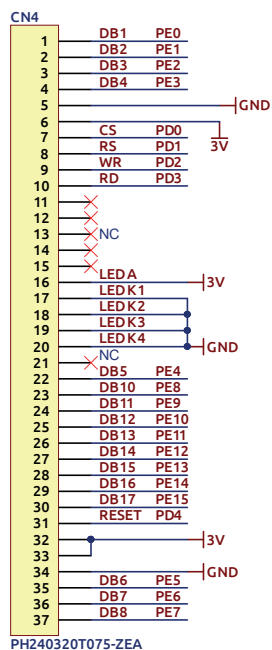 CN4
1 DB1 PE0
2 DB2 PE1
3 DB3 PE2
4 DB4 PE3
5 GND
6 3V
7 CS PD0
8 RS PD1
9 WR PD2
10 RD PD3
11
12
13 NC
14
15
16 LEDA 3V
17 LEDK1
18 LEDK2
19 LEDK3
20 LEDK4 GND
21 NC
22 DB5 PE4
23 DB10 PE8
24 DB11 PE9
25 DB12 PE10
26 DB13 PE11
27 DB14 PE12
28 DB15 PE13
29 DB16 PE14
30 DB17 PE15
31 RESET PD4
32 3V
33
34 GND
35 DB6 PE5
36 DB7 PE6
37 DB8 PE7
PH240320T075-ZEA